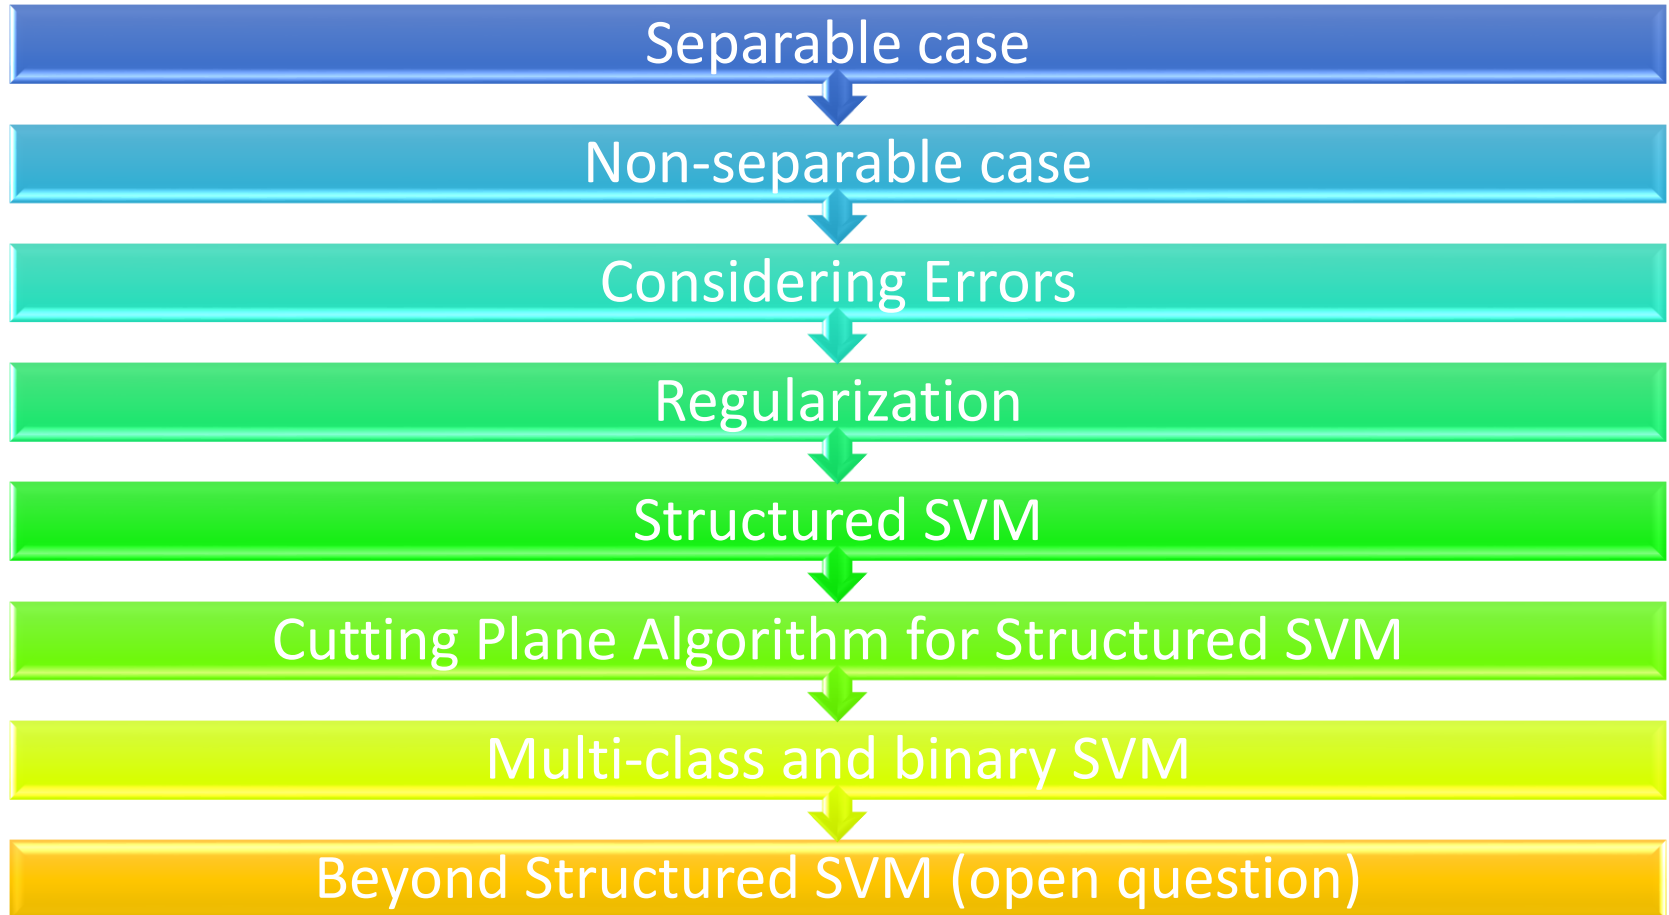 Separable case
Non-separable case
Considering Errors
Regularization
Structured SVM
Cutting Plane Algorithm for Structured SVM
Multi-class and binary SVM
Beyond Structured SVM (open question)